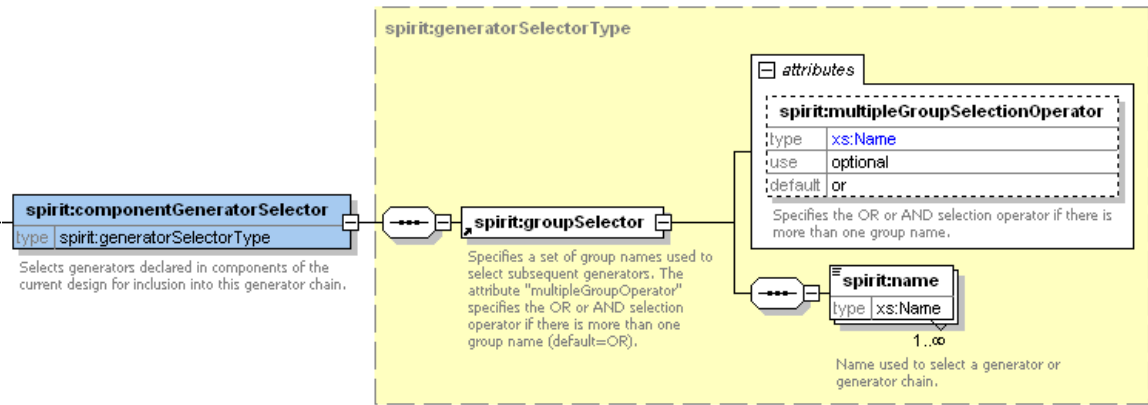 spirit:generatorSelectorType
attributes
spirit:multipleGroupSelectionOperator
type xs:Name
use optional
default or
Specifies the OR or AND selection operator if there is
more than one group name.
spirit:componentGeneratorSelector
type spirit:generatorSelectorType
Selects generators declared in components of the
current design for inclusion into this generator chain.
spirit:groupSelector
Specifies a set of group names used to
select subsequent generators. The
attribute "multipleGroupOperator"
specifies the OR or AND selection
operator if there is more than one
group name (default=OR).
spirit:name
type xs:Name
1..∞
Name used to select a generator or
generator chain.